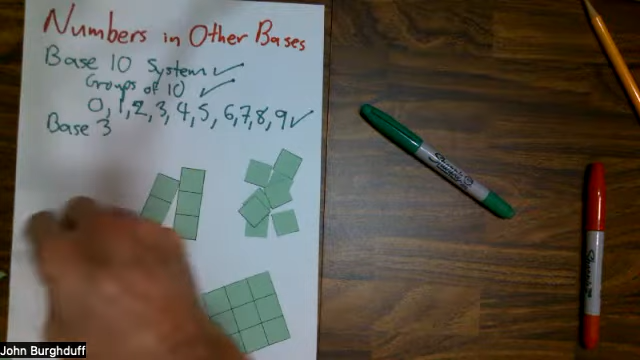 Numbers in Other Bases
Base 10 System ✓
Groups of 10 ✓
0, 1, 2, 3, 4, 5, 6, 7, 8, 9 ✓
Base 3
Sharpie
John Burghduff